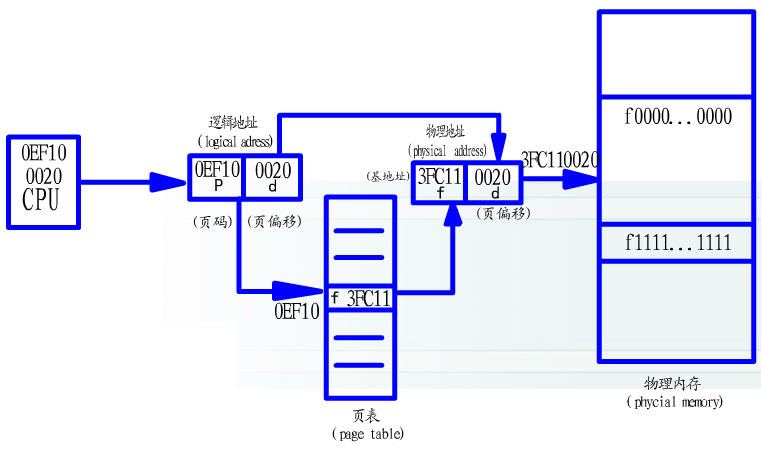 0EF10
0020
CPU
逻辑地址
(logical adress)
0EF10
P
0020
d
(页码)
(页偏移)
0EF10
f 3FC11
页表
(page table)
物理地址
(physical address)
(基地址)
3FC11
f
0020
d
(页偏移)
3FC110020
f0000...0000
f1111...1111
物理内存
(phycial memory)